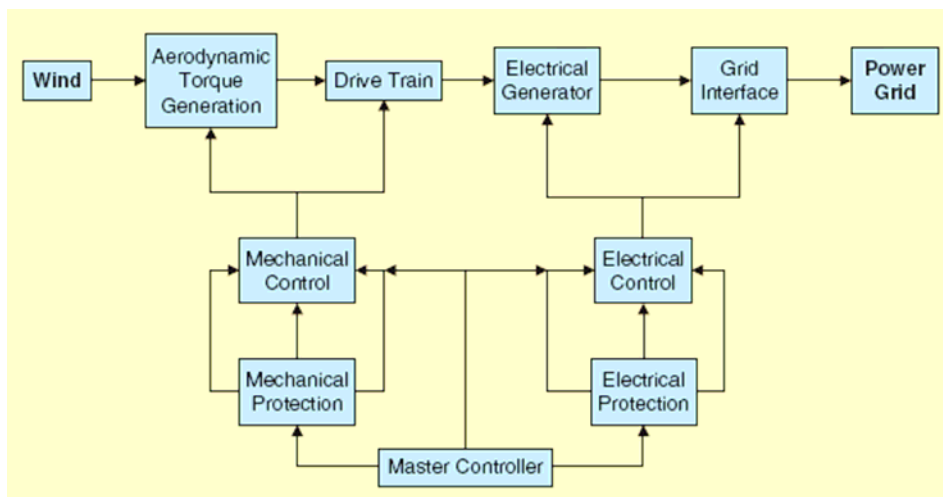 Wind
Aerodynamic
Torque
Generation
Drive Train
Electrical
Generator
Grid
Interface
Power
Grid
Mechanical
Control
Electrical
Control
Mechanical
Protection
Electrical
Protection
Master Controller